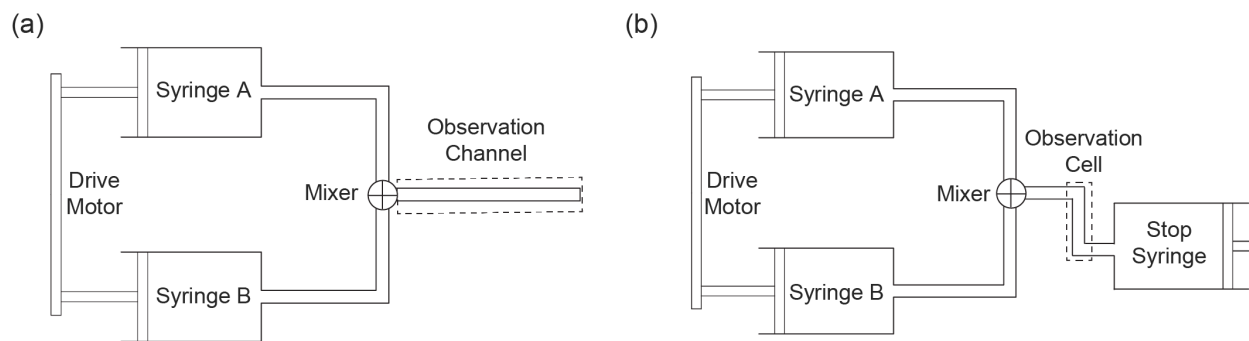 (a)
Syringe A
Observation
Channel
Drive
Motor
Mixer
Syringe B
(b)
Syringe A
Observation
Cell
Drive
Motor
Mixer
Stop
Syringe
Syringe B